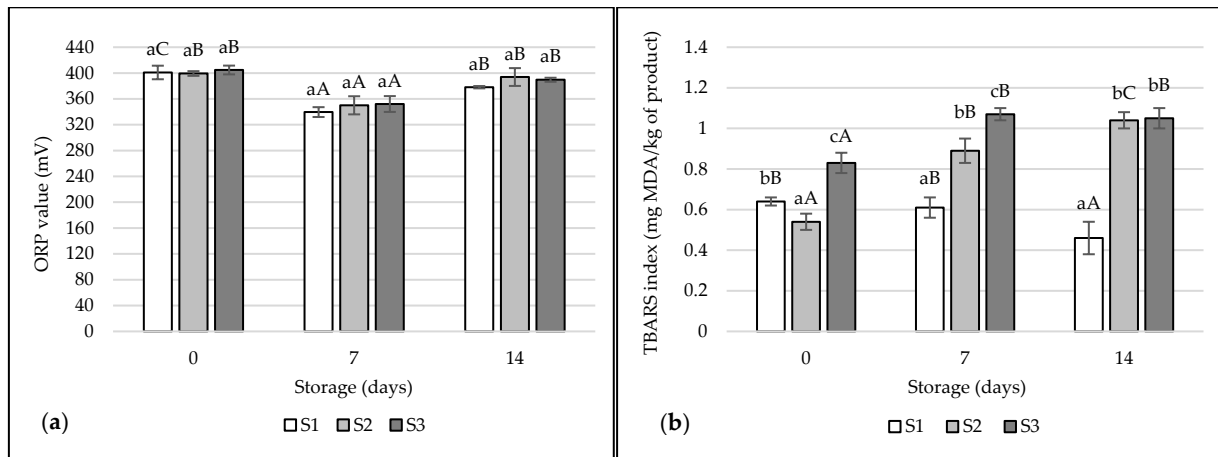 440
400
360
320
280
240
200
160
120
80
40
0
ORP value (mV)
aC aB aB
aA aA aA
aB aB aB
0 7 14
Storage (days)
(a)
S1 S2 S3
1.4
1.2
1
0.8
0.6
0.4
0.2
0
TBARS index (mg MDA/kg of product)
bB aA cA
aB bB cB
aA bC bB
0 7 14
Storage (days)
(b)
S1 S2 S3